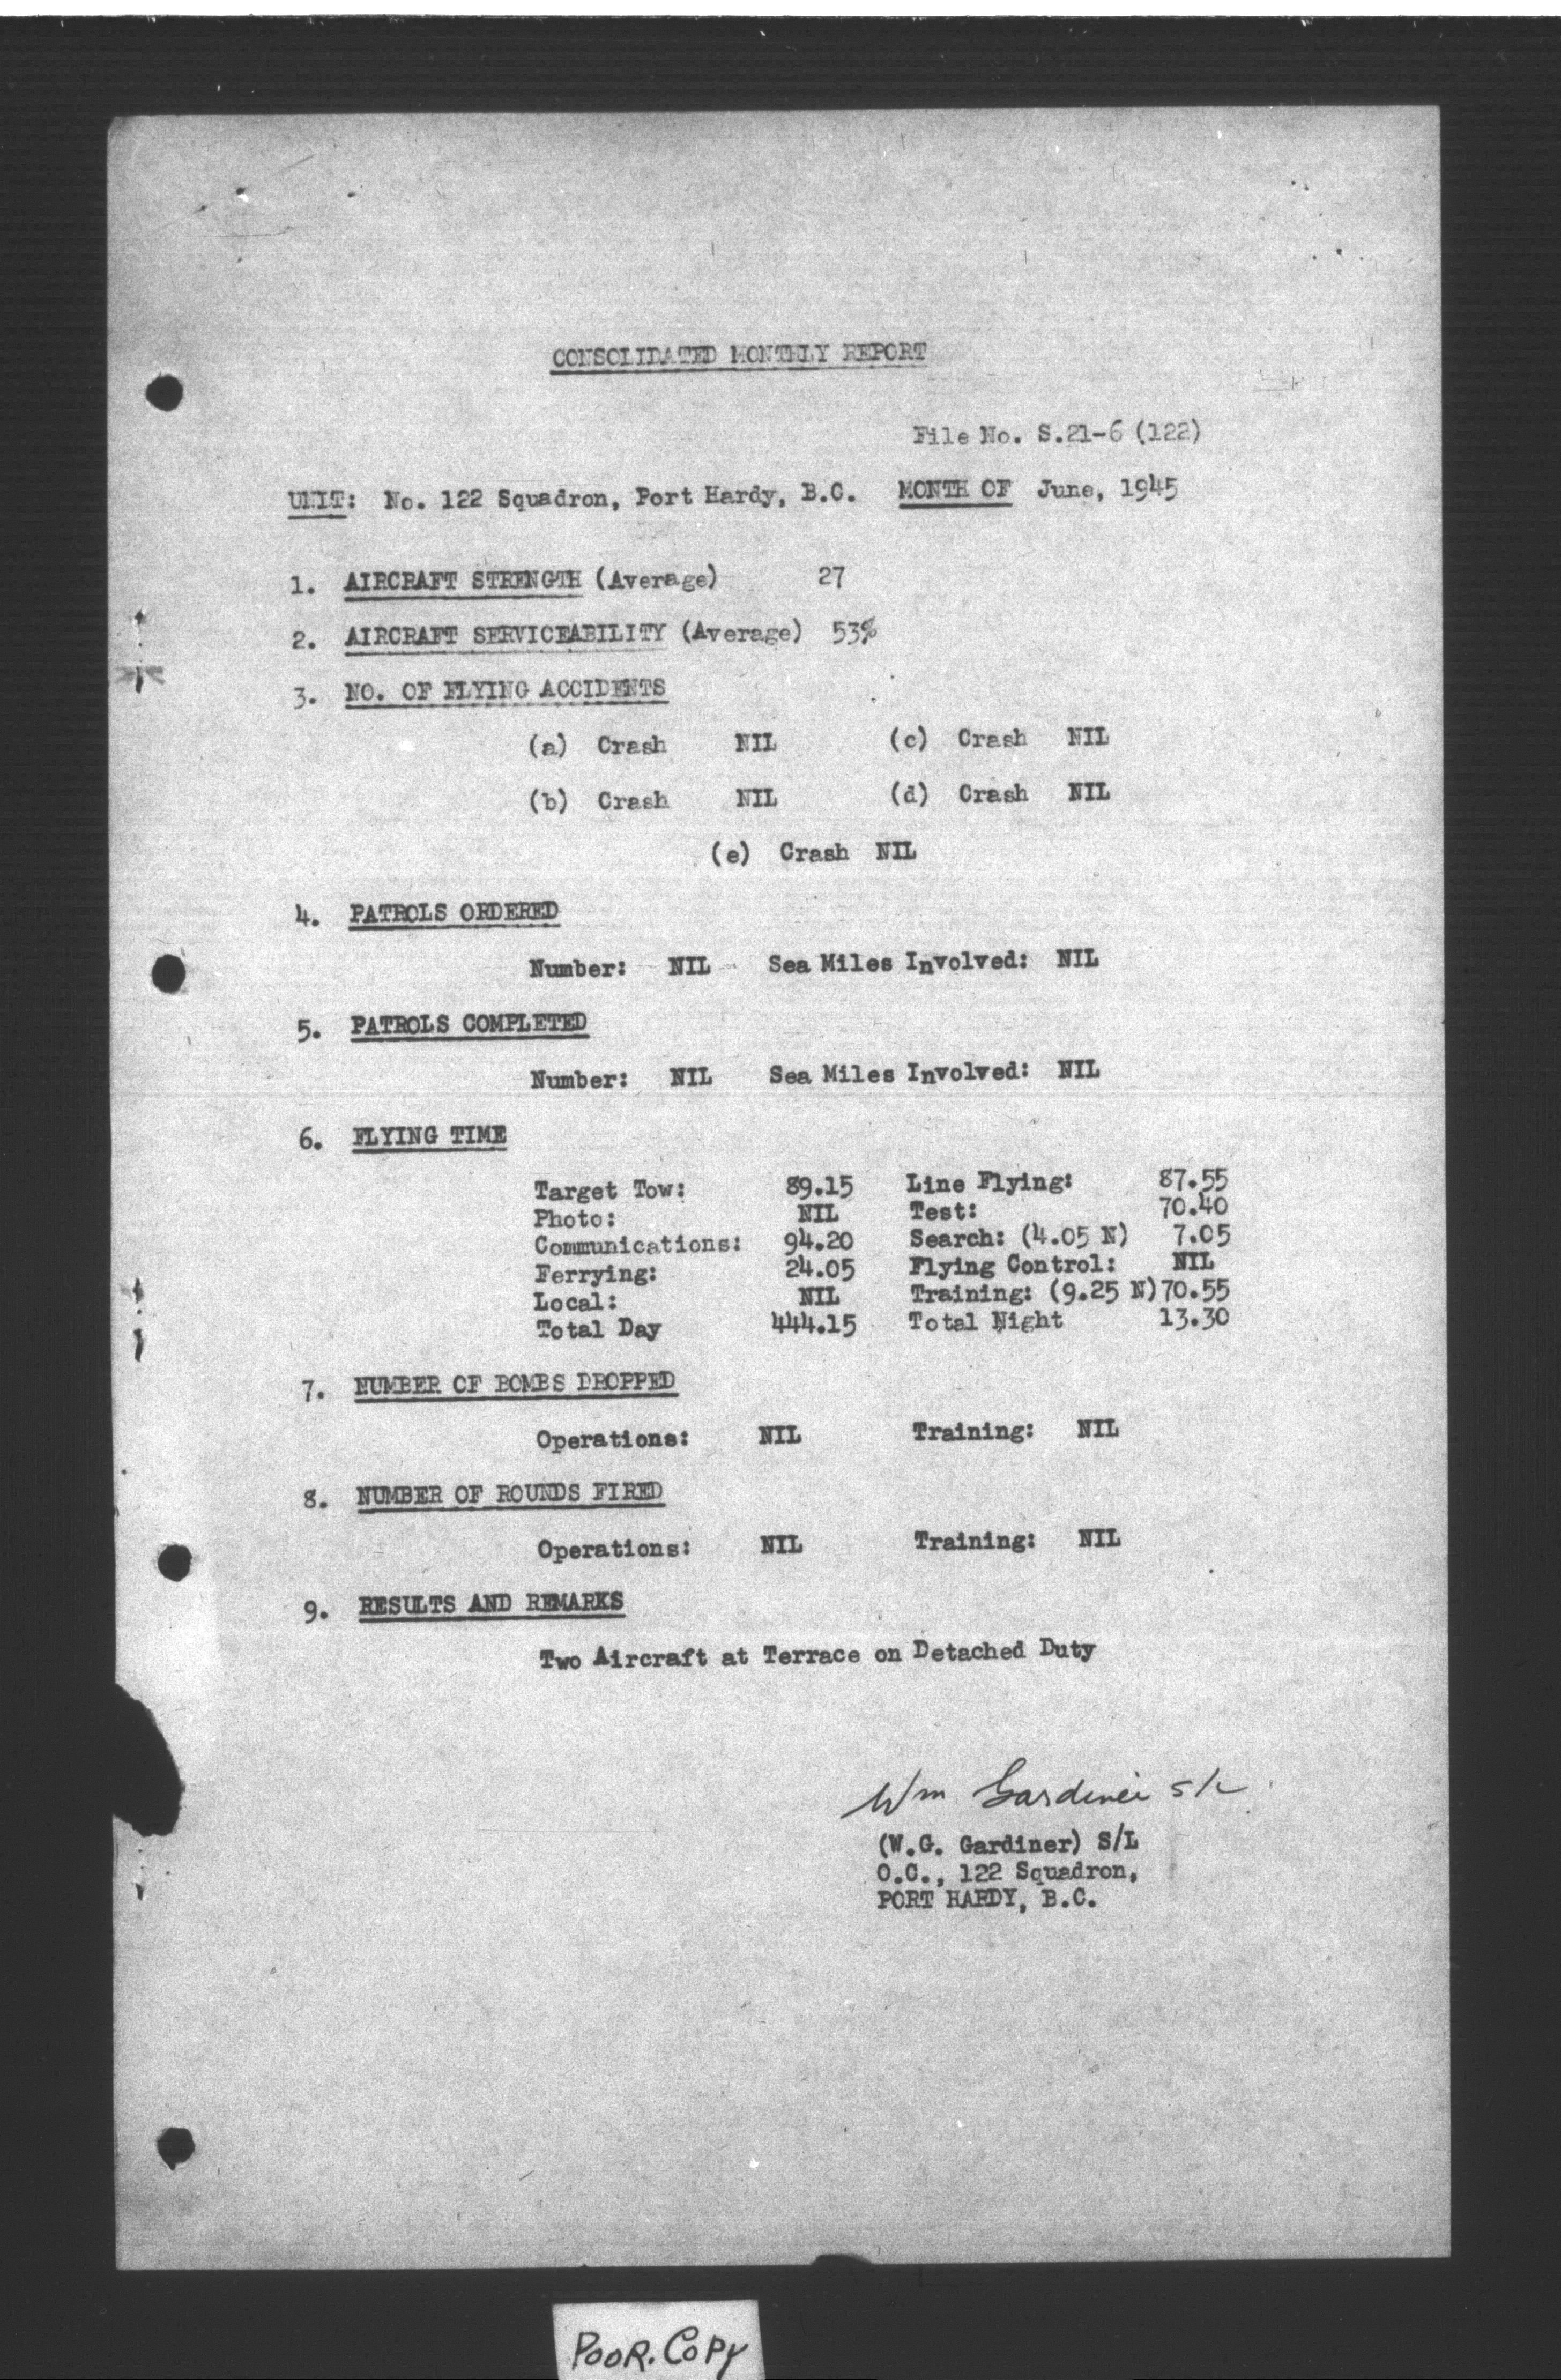 CONSOLIDATED MONTHLY REPORT
File No. S.21-6 (122)
UNIT: No. 122 Squadron, Port Hardy, B.C. MONTH OF June, 1945
1. AIRCRAFT STRENGTH (Average) 27
2. AIRCRAFT SERVICEABILITY (Average) 53%
3. NO. OF FLYING ACCIDENTS
(a) Crash NIL (c) Crash NIL
(b) Crash NIL (d) Crash NIL
(e) Crash NIL
4. PATROLS ORDERED
Number: NIL Sea Miles Involved: NIL
5. PATROLS COMPLETED
Number: NIL Sea Miles Involved: NIL
6. FLYING TIME
Target Tow: 89.15 Line Flying: 87.55
Photo: NIL Test: 70.40
Communications: 94.20 Search: (4.05 N) 7.05
Ferrying: 24.05 Flying Control: NIL
Local: NIL Training: (9.25 N) 70.55
Total Day 444.15 Total Night 13.30
7. NUMBER OF BOMBS DROPPED
Operations: NIL Training: NIL
8. NUMBER OF ROUNDS FIRED
Operations: NIL Training: NIL
9. RESULTS AND REMARKS
Two Aircraft at Terrace on Detached Duty
Wm Gardiner S/L
(W.G. Gardiner) S/L
O.C., 122 Squadron,
PORT HARDY, B.C.
POOR. COPY